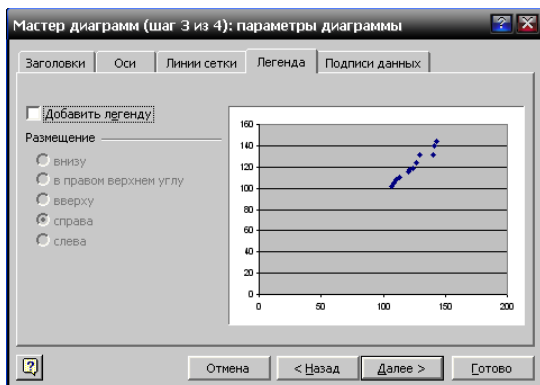 Мастер диаграмм (шаг 3 из 4): параметры диаграммы
Заголовки Оси Линии сетки Легенда Подписи данных
Добавить легенду
Размещение
внизу
в правом верхнем углу
вверху
справа
слева
160
140
120
100
80
60
40
20
0
0 50 100 150 200
Отмена < Назад Далее > Готово